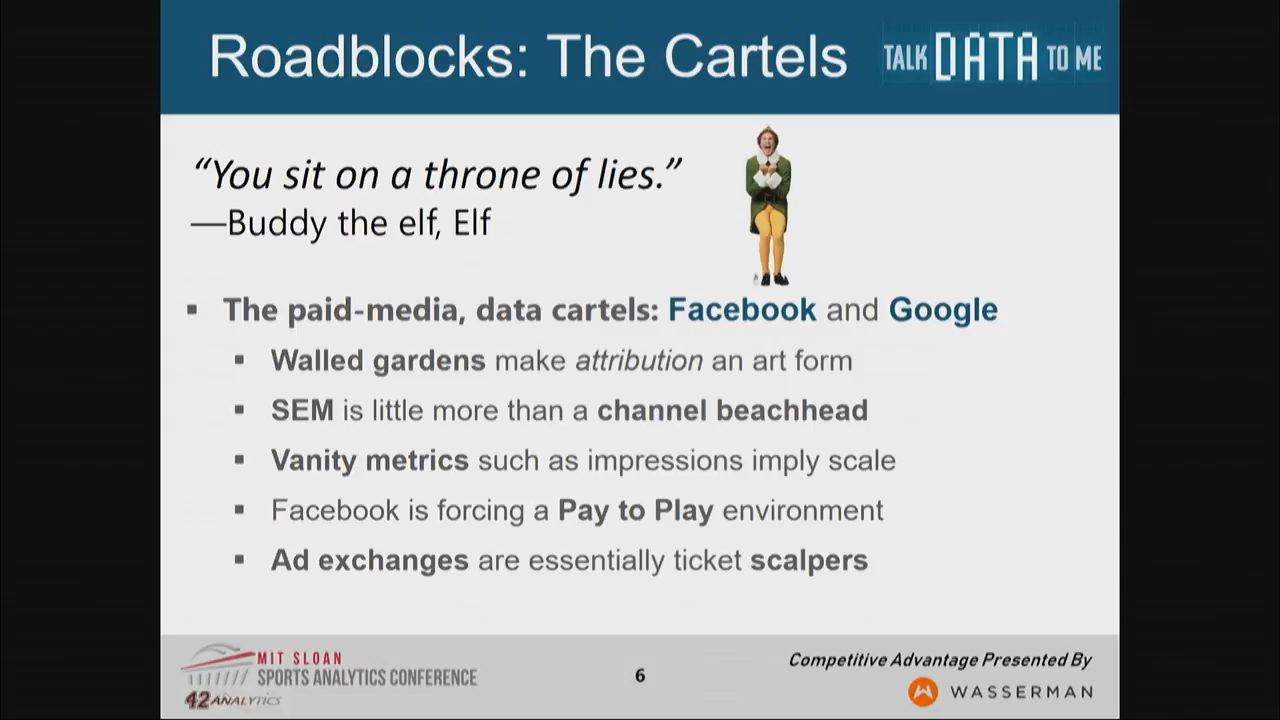 Roadblocks: The Cartels
TALK DATA TO ME
“You sit on a throne of lies.”
—Buddy the elf, Elf
▪ The paid-media, data cartels: Facebook and Google
▪ Walled gardens make attribution an art form
▪ SEM is little more than a channel beachhead
▪ Vanity metrics such as impressions imply scale
▪ Facebook is forcing a Pay to Play environment
▪ Ad exchanges are essentially ticket scalpers
MIT SLOAN
SPORTS ANALYTICS CONFERENCE
42 ANALYTICS
6
Competitive Advantage Presented By
WASSERMAN